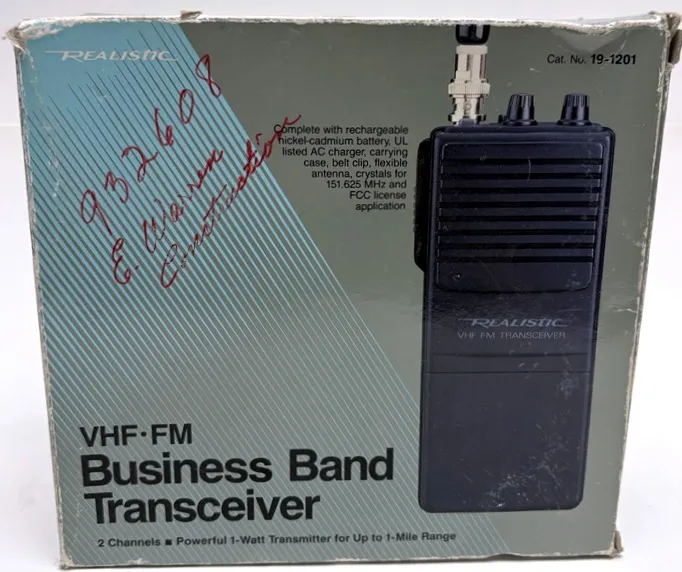 REALISTIC
Cat. No. 19-1201
932608
E. Warren
Construction
Complete with rechargeable
nickel-cadmium battery, UL
listed AC charger, carrying
case, belt clip, flexible
antenna, crystals for
151.625 MHz and
FCC license
application
REALISTIC
VHF FM TRANSCEIVER
VHF·FM
Business Band
Transceiver
2 Channels ■ Powerful 1-Watt Transmitter for Up to 1-Mile Range